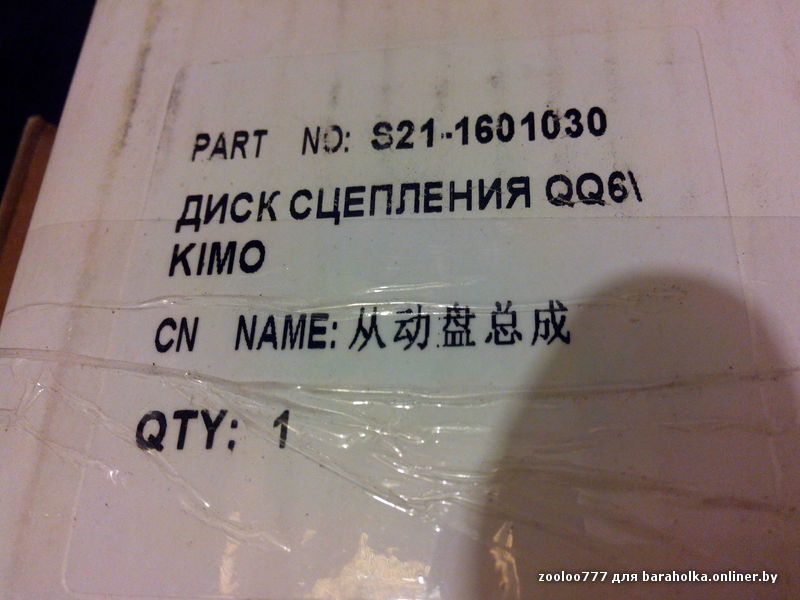 PART NO: S21-1601030
ДИСК СЦЕПЛЕНИЯ QQ6\
KIMO
CN NAME: 从动盘总成
QTY: 1
zooloo777 для baraholka.onliner.by